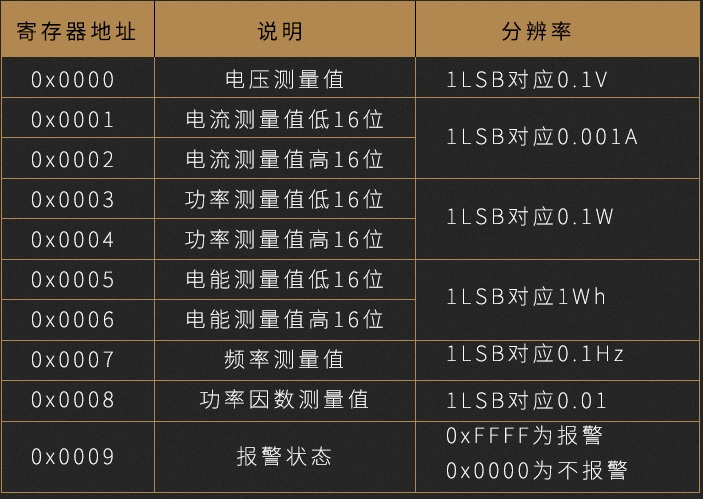 寄存器地址 说明 分辨率
0x0000 电压测量值 1LSB对应0.1V
0x0001 电流测量值低16位 1LSB对应0.001A
0x0002 电流测量值高16位
0x0003 功率测量值低16位 1LSB对应0.1W
0x0004 功率测量值高16位
0x0005 电能测量值低16位 1LSB对应1Wh
0x0006 电能测量值高16位
0x0007 频率测量值 1LSB对应0.1Hz
0x0008 功率因数测量值 1LSB对应0.01
0x0009 报警状态 0xFFFF为报警
0x0000为不报警